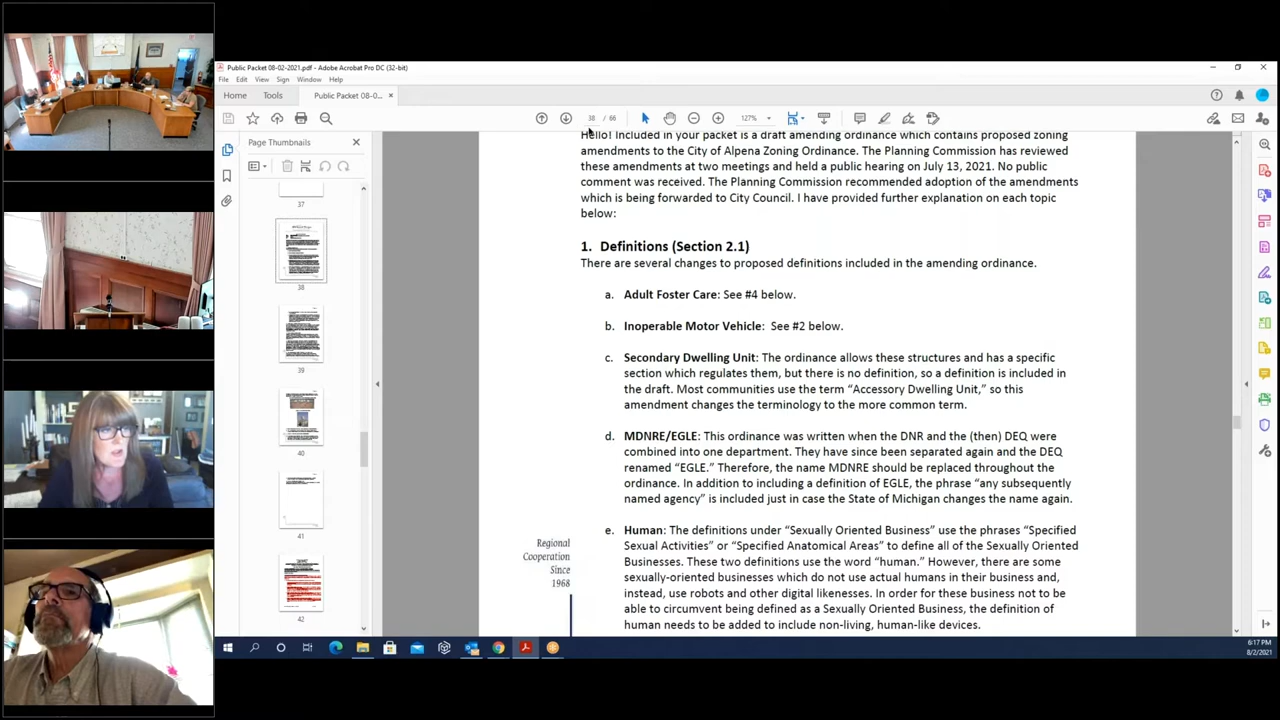 Public Packet 08-02-2021.pdf - Adobe Acrobat Pro DC (32-bit)
File Edit View Sign Window Help
Home Tools Public Packet 08-0...
38 / 66 127%
Page Thumbnails
37
38
39
40
41
42
Hello! Included in your packet is a draft amending ordinance which contains proposed zoning
amendments to the City of Alpena Zoning Ordinance. The Planning Commission has reviewed
these amendments at two meetings and held a public hearing on July 13, 2021. No public
comment was received. The Planning Commission recommended adoption of the amendments
which is being forwarded to City Council. I have provided further explanation on each topic
below:
1. Definitions (Section 2.1)
There are several changes to proposed definitions included in the amending ordinance.
a. Adult Foster Care: See #4 below.
b. Inoperable Motor Vehicle: See #2 below.
c. Secondary Dwelling Unit: The ordinance allows these structures and has a specific
section which regulates them, but there is no definition, so a definition is included in
the draft. Most communities use the term “Accessory Dwelling Unit,” so this
amendment changes the terminology to the more common term.
d. MDNRE/EGLE: This ordinance was written when the DNR and the (then) DEQ were
combined into one department. They have since been separated again and the DEQ
renamed “EGLE.” Therefore, the name MDNRE should be replaced throughout the
ordinance. In addition to including a definition of EGLE, the phrase “any subsequently
named agency” is included just in case the State of Michigan changes the name again.
e. Human: The definitions under “Sexually Oriented Business” use the phrases “Specified
Sexual Activities” or “Specified Anatomical Areas” to define all of the Sexually Oriented
Businesses. These two definitions use the word “human.” However, there are some
sexually-oriented businesses which do not use actual humans in the business and,
instead, use robots or other digital likenesses. In order for these business not to be
able to circumvent being defined as a Sexually Oriented Business, the definition of
human needs to be added to include non-living, human-like devices.
Regional
Cooperation
Since
1968
6:17 PM
8/2/2021